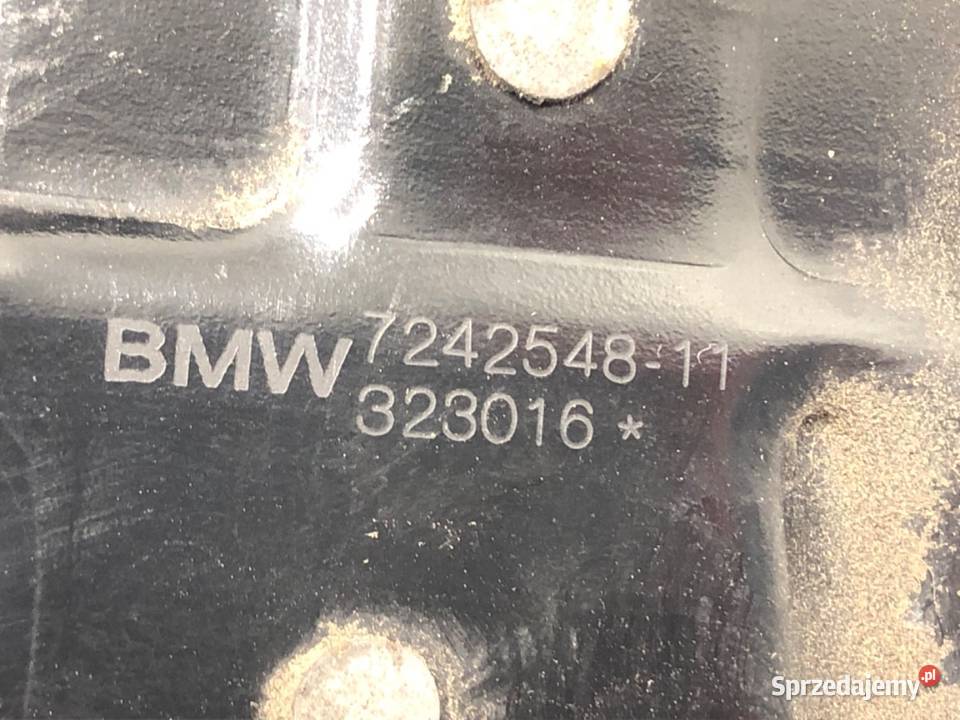 BMW 7242548-11
323016 *
Sprzedajemy.pl